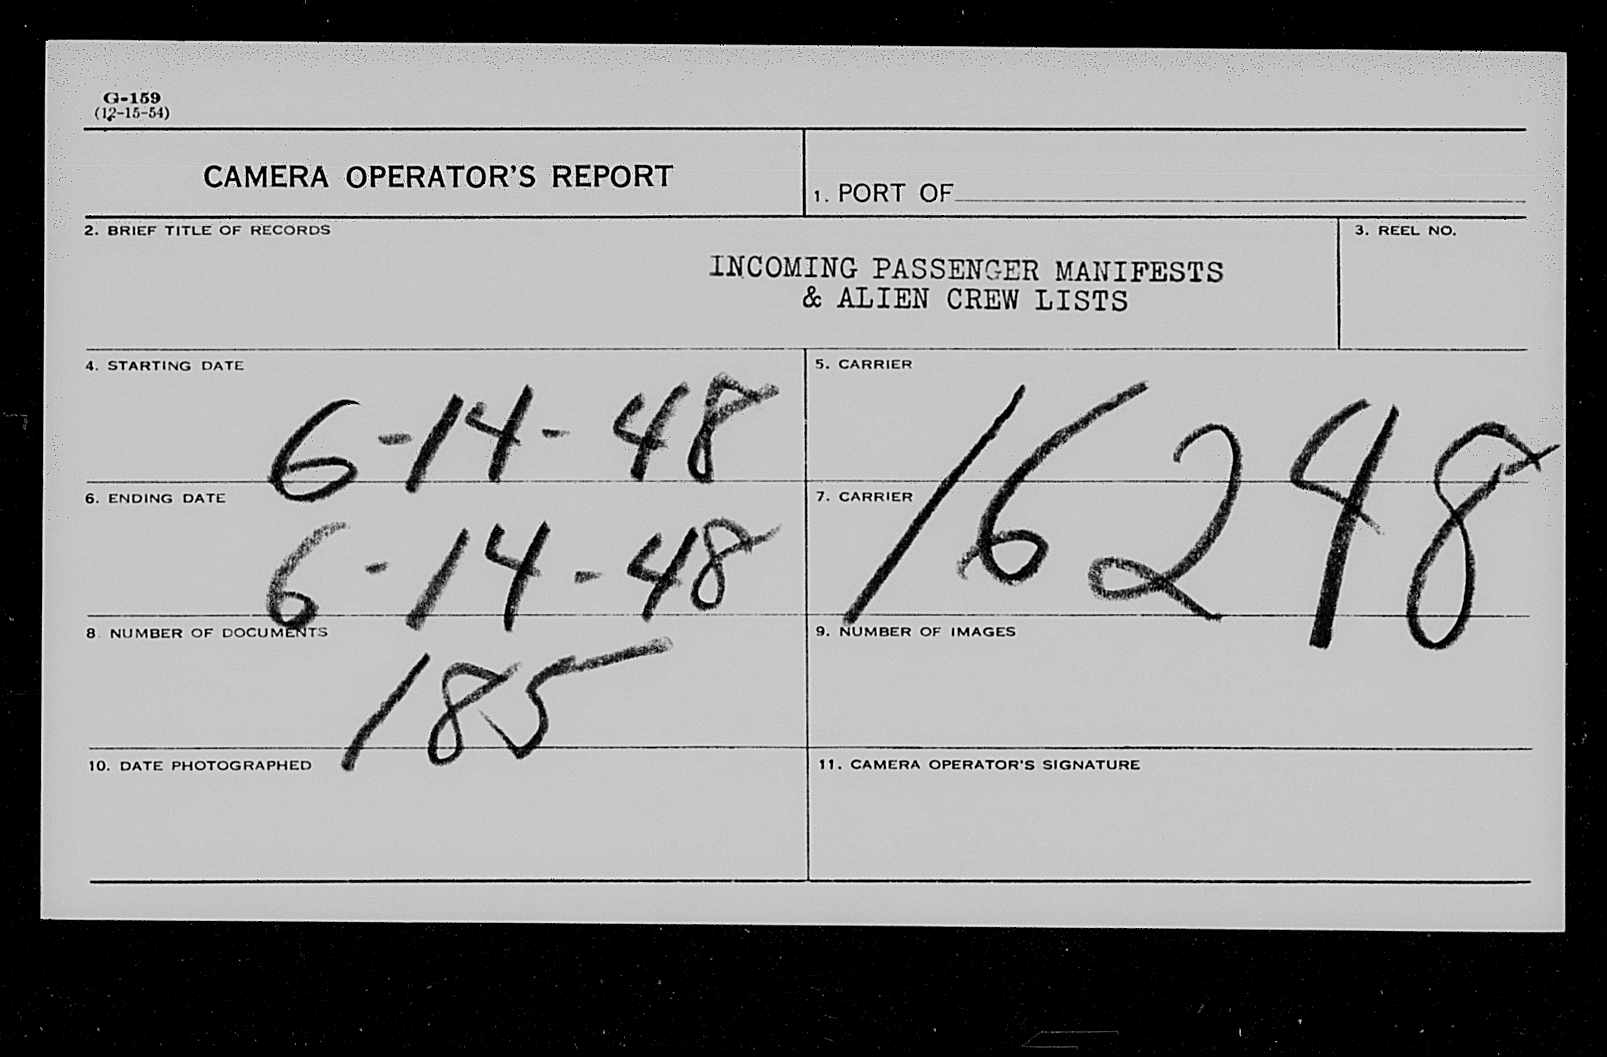 G-159
(12-15-54)
CAMERA OPERATOR'S REPORT
1. PORT OF
2. BRIEF TITLE OF RECORDS
INCOMING PASSENGER MANIFESTS
& ALIEN CREW LISTS
3. REEL NO.
4. STARTING DATE
6-14-48
5. CARRIER
16248
6. ENDING DATE
6-14-48
7. CARRIER
8. NUMBER OF DOCUMENTS
185
9. NUMBER OF IMAGES
10. DATE PHOTOGRAPHED
11. CAMERA OPERATOR'S SIGNATURE